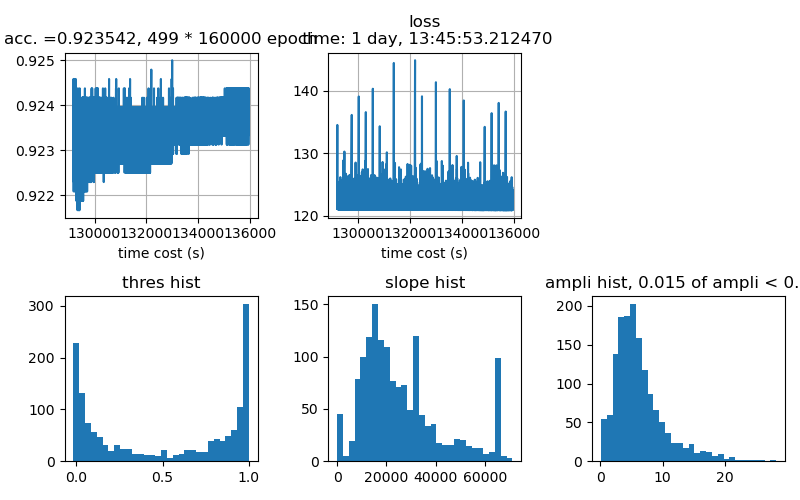 loss
acc. =0.923542, 499 * 160000 epoch
time: 1 day, 13:45:53.212470
0.925
0.924
0.923
0.922
140
130
120
130000 132000 134000 136000
130000 132000 134000 136000
time cost (s)
time cost (s)
thres hist
slope hist
ampli hist, 0.015 of ampli < 0.
300
200
100
0
150
100
50
0
200
150
100
50
0
0.0 0.5 1.0
0 20000 40000 60000
0 10 20